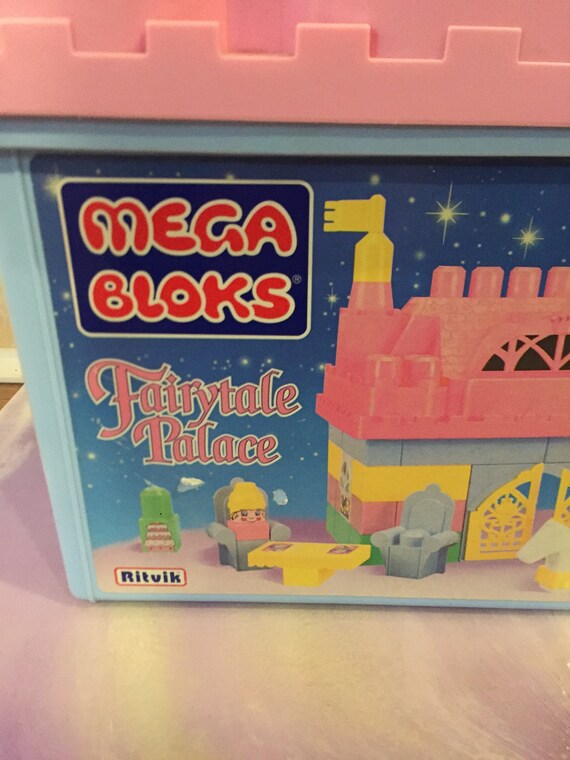 MEGA
BLOKS®
Fairytale
Palace
Ritvik